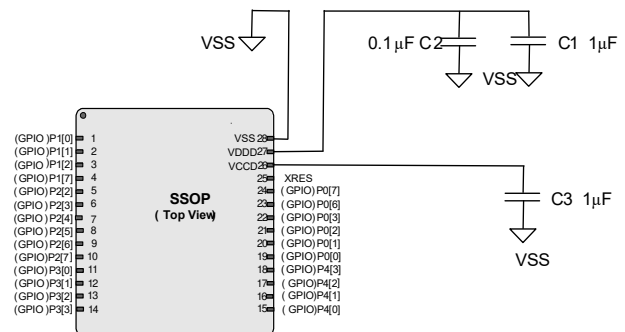 VSS
0.1 µF C2
C1 1µF
VSS
(GPIO )P1[0] 1
(GPIO )P1[1] 2
(GPIO )P1[2] 3
(GPIO )P1[7] 4
(GPIO )P2[2] 5
(GPIO )P2[3] 6
(GPIO )P2[4] 7
(GPIO )P2[5] 8
(GPIO )P2[6] 9
(GPIO)P2[7] 10
(GPIO )P3[0] 11
(GPIO )P3[1] 12
(GPIO )P3[2] 13
(GPIO )P3[3] 14
SSOP
( Top View)
VSS 28
VDDD 27
VCCD 26
25 XRES
24 (GPIO) P0[7]
23 (GPIO) P0[6]
22 (GPIO) P0[3]
21 (GPIO) P0[2]
20 (GPIO) P0[1]
19 (GPIO) P0[0]
18 (GPIO) P4[3]
17 ( GPIO)P4[2]
16 ( GPIO)P4[1]
15 ( GPIO)P4[0]
C3 1µF
VSS